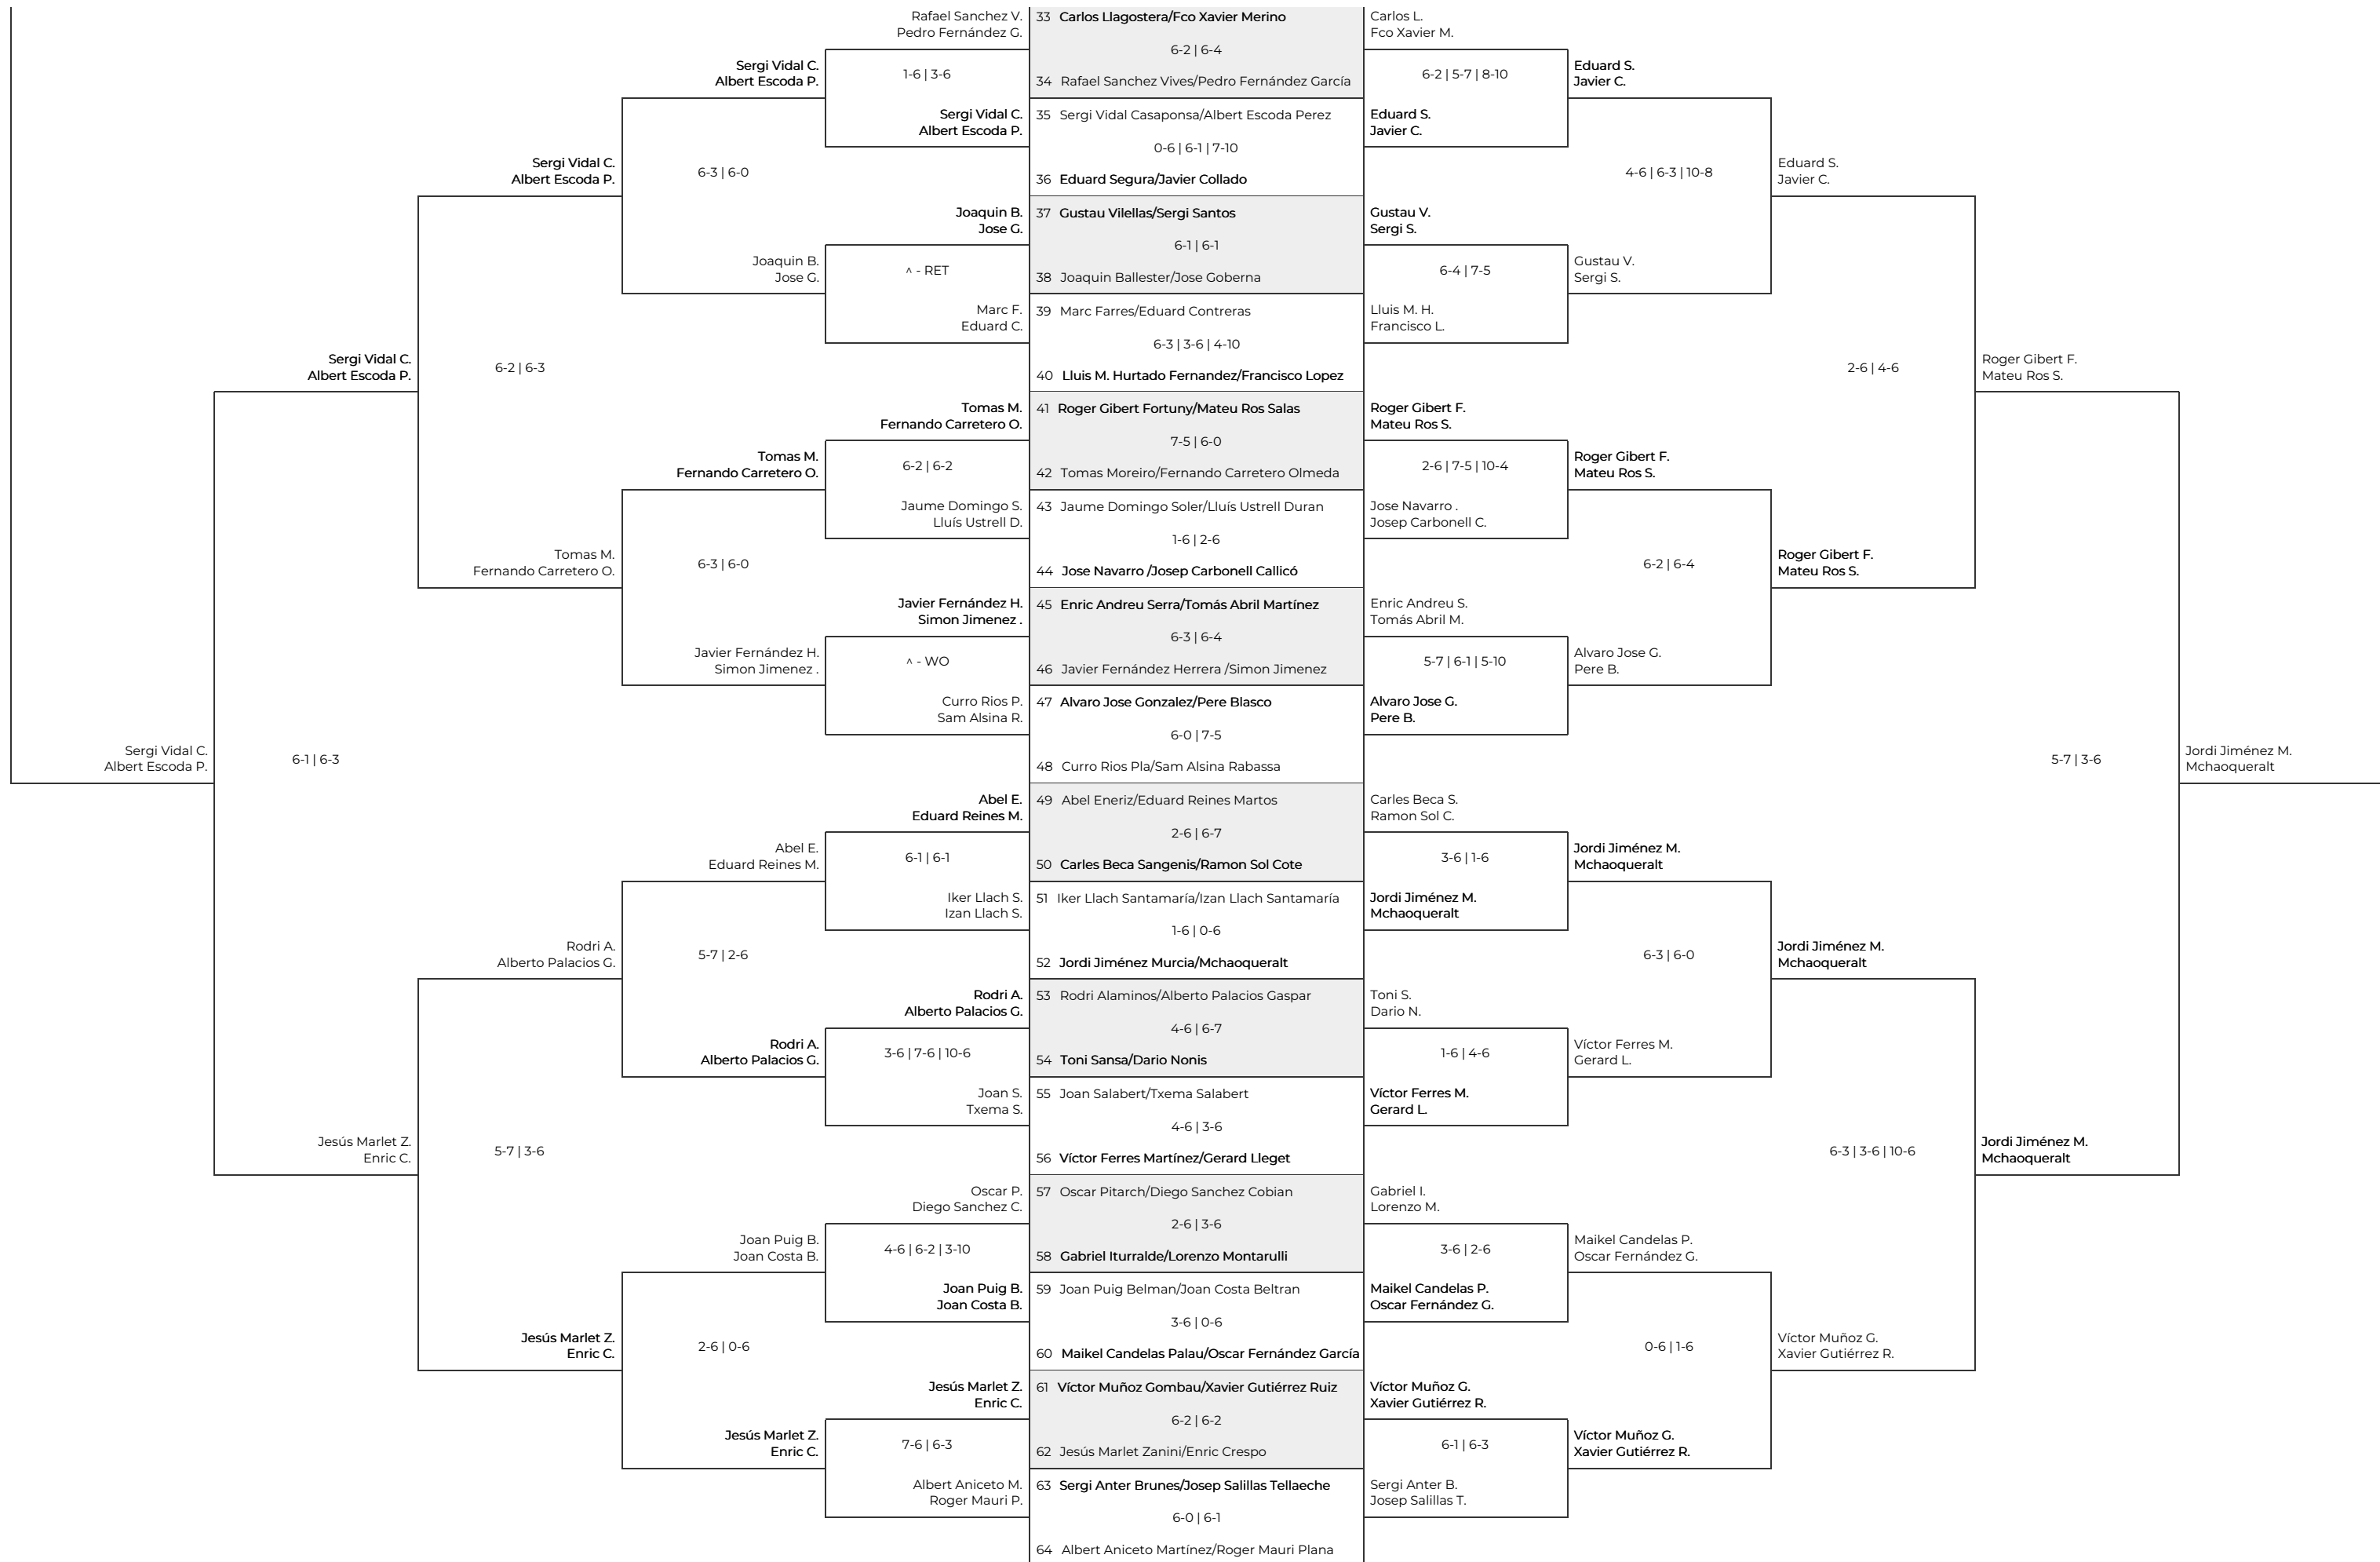 Rafael Sanchez V.
Pedro Fernández G.
33 Carlos Llagostera/Fco Xavier Merino
Carlos L.
Fco Xavier M.
6-2 | 6-4
Sergi Vidal C.
Albert Escoda P.
1-6 | 3-6
34 Rafael Sanchez Vives/Pedro Fernández García
6-2 | 5-7 | 8-10
Eduard S.
Javier C.
Sergi Vidal C.
Albert Escoda P.
35 Sergi Vidal Casaponsa/Albert Escoda Perez
Eduard S.
Javier C.
0-6 | 6-1 | 7-10
Sergi Vidal C.
Albert Escoda P.
6-3 | 6-0
36 Eduard Segura/Javier Collado
4-6 | 6-3 | 10-8
Eduard S.
Javier C.
Joaquin B.
Jose G.
37 Gustau Vilellas/Sergi Santos
Gustau V.
Sergi S.
6-1 | 6-1
Joaquin B.
Jose G.
^ - RET
38 Joaquin Ballester/Jose Goberna
6-4 | 7-5
Gustau V.
Sergi S.
Marc F.
Eduard C.
39 Marc Farres/Eduard Contreras
Lluis M. H.
Francisco L.
6-3 | 3-6 | 4-10
Sergi Vidal C.
Albert Escoda P.
6-2 | 6-3
40 Lluis M. Hurtado Fernandez/Francisco Lopez
2-6 | 4-6
Roger Gibert F.
Mateu Ros S.
Tomas M.
Fernando Carretero O.
41 Roger Gibert Fortuny/Mateu Ros Salas
Roger Gibert F.
Mateu Ros S.
7-5 | 6-0
Tomas M.
Fernando Carretero O.
6-2 | 6-2
42 Tomas Moreiro/Fernando Carretero Olmeda
2-6 | 7-5 | 10-4
Roger Gibert F.
Mateu Ros S.
Jaume Domingo S.
Lluís Ustrell D.
43 Jaume Domingo Soler/Lluís Ustrell Duran
Jose Navarro .
Josep Carbonell C.
1-6 | 2-6
Tomas M.
Fernando Carretero O.
6-3 | 6-0
44 Jose Navarro /Josep Carbonell Callicó
6-2 | 6-4
Roger Gibert F.
Mateu Ros S.
Javier Fernández H.
Simon Jimenez .
45 Enric Andreu Serra/Tomás Abril Martínez
Enric Andreu S.
Tomás Abril M.
6-3 | 6-4
Javier Fernández H.
Simon Jimenez .
^ - WO
46 Javier Fernández Herrera /Simon Jimenez
5-7 | 6-1 | 5-10
Alvaro Jose G.
Pere B.
Curro Rios P.
Sam Alsina R.
47 Alvaro Jose Gonzalez/Pere Blasco
Alvaro Jose G.
Pere B.
6-0 | 7-5
Sergi Vidal C.
Albert Escoda P.
6-1 | 6-3
48 Curro Rios Pla/Sam Alsina Rabassa
5-7 | 3-6
Jordi Jiménez M.
Mchaoqueralt
Abel E.
Eduard Reines M.
49 Abel Eneriz/Eduard Reines Martos
Carles Beca S.
Ramon Sol C.
2-6 | 6-7
Abel E.
Eduard Reines M.
6-1 | 6-1
50 Carles Beca Sangenis/Ramon Sol Cote
3-6 | 1-6
Jordi Jiménez M.
Mchaoqueralt
Iker Llach S.
Izan Llach S.
51 Iker Llach Santamaría/Izan Llach Santamaría
Jordi Jiménez M.
Mchaoqueralt
1-6 | 0-6
Rodri A.
Alberto Palacios G.
5-7 | 2-6
52 Jordi Jiménez Murcia/Mchaoqueralt
6-3 | 6-0
Jordi Jiménez M.
Mchaoqueralt
Rodri A.
Alberto Palacios G.
53 Rodri Alaminos/Alberto Palacios Gaspar
Toni S.
Dario N.
4-6 | 6-7
Rodri A.
Alberto Palacios G.
3-6 | 7-6 | 10-6
54 Toni Sansa/Dario Nonis
1-6 | 4-6
Víctor Ferres M.
Gerard L.
Joan S.
Txema S.
55 Joan Salabert/Txema Salabert
Víctor Ferres M.
Gerard L.
4-6 | 3-6
Jesús Marlet Z.
Enric C.
5-7 | 3-6
56 Víctor Ferres Martínez/Gerard Lleget
6-3 | 3-6 | 10-6
Jordi Jiménez M.
Mchaoqueralt
Oscar P.
Diego Sanchez C.
57 Oscar Pitarch/Diego Sanchez Cobian
Gabriel I.
Lorenzo M.
2-6 | 3-6
Joan Puig B.
Joan Costa B.
4-6 | 6-2 | 3-10
58 Gabriel Iturralde/Lorenzo Montarulli
3-6 | 2-6
Maikel Candelas P.
Oscar Fernández G.
Joan Puig B.
Joan Costa B.
59 Joan Puig Belman/Joan Costa Beltran
Maikel Candelas P.
Oscar Fernández G.
3-6 | 0-6
Jesús Marlet Z.
Enric C.
2-6 | 0-6
60 Maikel Candelas Palau/Oscar Fernández García
0-6 | 1-6
Víctor Muñoz G.
Xavier Gutiérrez R.
Jesús Marlet Z.
Enric C.
61 Víctor Muñoz Gombau/Xavier Gutiérrez Ruiz
Víctor Muñoz G.
Xavier Gutiérrez R.
6-2 | 6-2
Jesús Marlet Z.
Enric C.
7-6 | 6-3
62 Jesús Marlet Zanini/Enric Crespo
6-1 | 6-3
Víctor Muñoz G.
Xavier Gutiérrez R.
Albert Aniceto M.
Roger Mauri P.
63 Sergi Anter Brunes/Josep Salillas Tellaeche
Sergi Anter B.
Josep Salillas T.
6-0 | 6-1
64 Albert Aniceto Martínez/Roger Mauri Plana